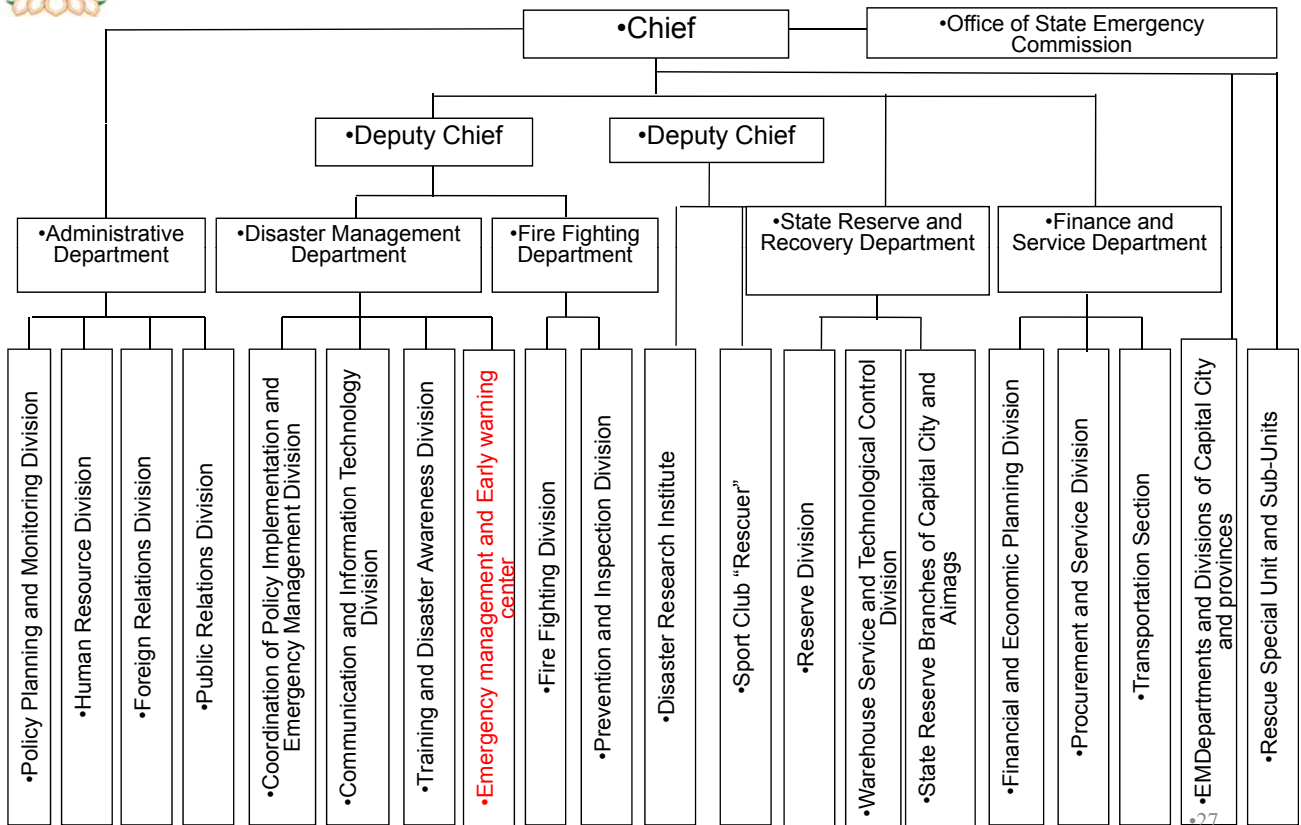 •Chief
•Office of State Emergency
Commission
•Deputy Chief
•Deputy Chief
•Administrative
Department
•Disaster Management
Department
•Fire Fighting
Department
•State Reserve and
Recovery Department
•Finance and
Service Department
•Policy Planning and Monitoring Division
•Human Resource Division
•Foreign Relations Division
•Public Relations Division
•Coordination of Policy Implementation and
Emergency Management Division
•Communication and Information Technology
Division
•Training and Disaster Awareness Division
•Emergency management and Early warning
center
•Fire Fighting Division
•Prevention and Inspection Division
•Disaster Research Institute
•Sport Club “Rescuer”
•Reserve Division
•Warehouse Service and Technological Control
Division
•State Reserve Branches of Capital City and
Aimags
•Financial and Economic Planning Division
•Procurement and Service Division
•Transportation Section
•EMDepartments and Divisions of Capital City
and provinces
•Rescue Special Unit and Sub-Units
•27